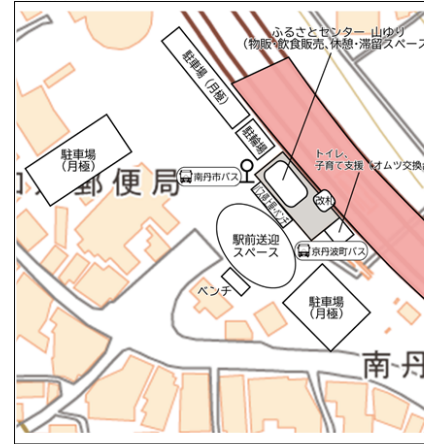 ふるさとセンター 山ゆり
(物販・飲食販売、休憩・滞留スペース
駐車場
(月極)
駐輪場
駐車場
(月極)
トイレ、
子育て支援(オムツ交換台
郵便局
南丹市バス
改札
駅前送迎
スペース
京丹波町バス
ベンチ
駐車場
(月極)
南丹